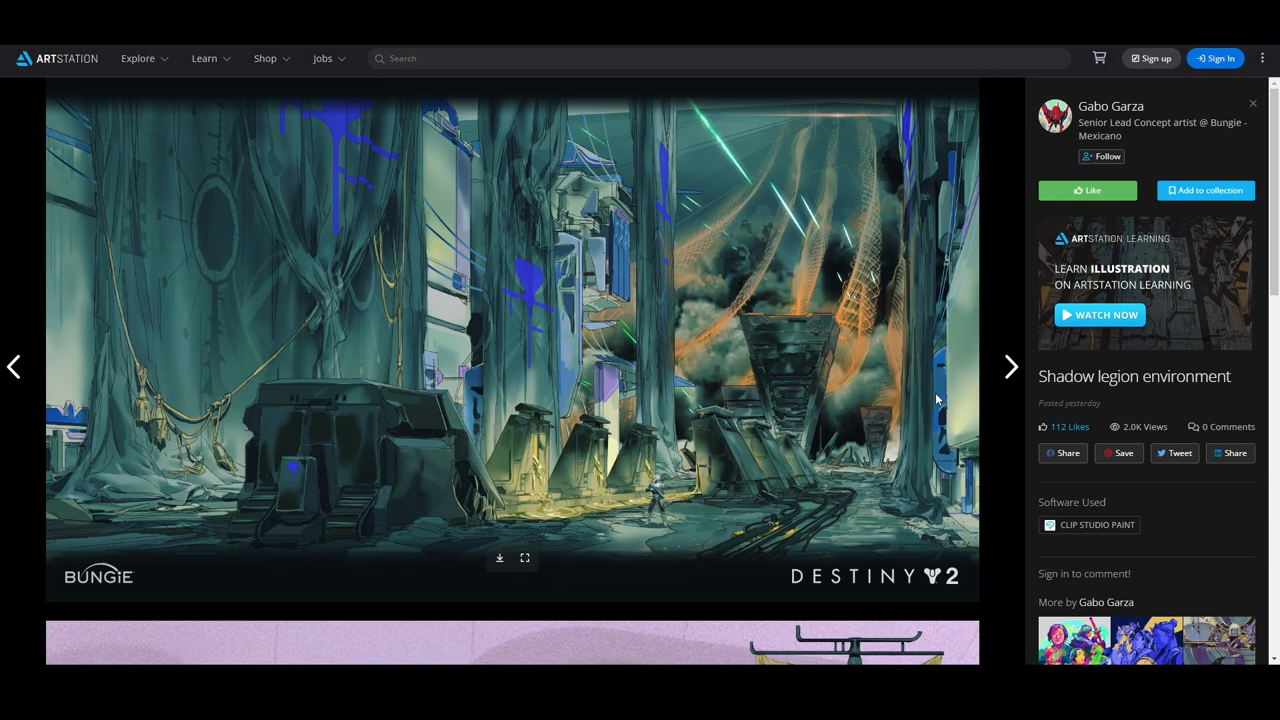 ARTSTATION
Explore
Learn
Shop
Jobs
Search
Sign up
Sign In
BUNGiE
DESTINY 2
Gabo Garza
Senior Lead Concept artist @ Bungie -
Mexicano
Follow
Like
Add to collection
ARTSTATION LEARNING
LEARN ILLUSTRATION
ON ARTSTATION LEARNING
WATCH NOW
Shadow legion environment
Posted yesterday
112 Likes
2.0K Views
0 Comments
Share
Save
Tweet
Share
Software Used
CLIP STUDIO PAINT
Sign in to comment!
More by Gabo Garza